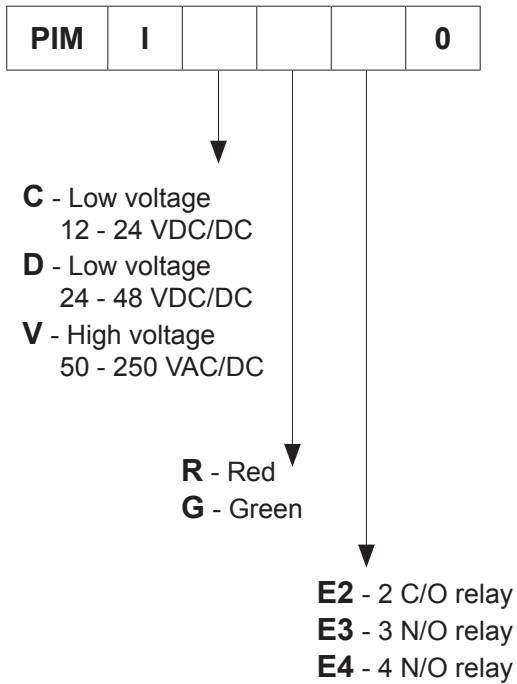 PIM I 0
C - Low voltage
12 - 24 VDC/DC
D - Low voltage
24 - 48 VDC/DC
V - High voltage
50 - 250 VAC/DC
R - Red
G - Green
E2 - 2 C/O relay
E3 - 3 N/O relay
E4 - 4 N/O relay